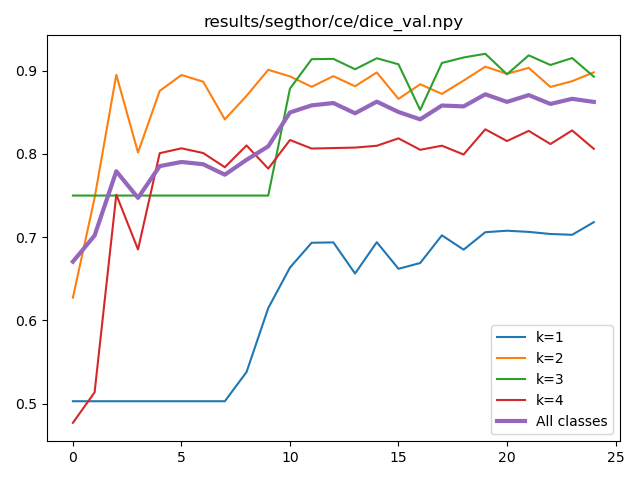 results/segthor/ce/dice_val.npy
0.9
0.8
0.7
0.6
0.5
0
5
10
15
20
25
k=1
k=2
k=3
k=4
All classes